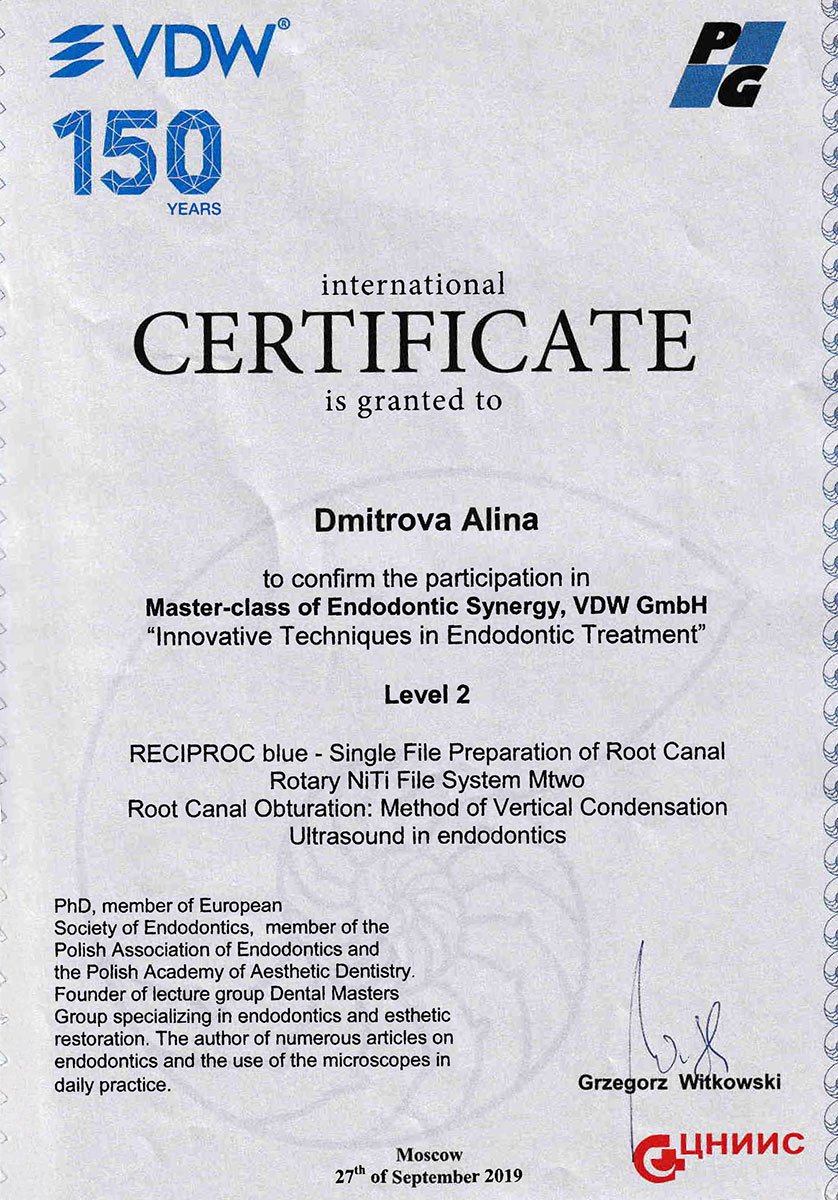 VDW®
150
YEARS
PG
international
CERTIFICATE
is granted to
Dmitrova Alina
to confirm the participation in
Master-class of Endodontic Synergy, VDW GmbH
“Innovative Techniques in Endodontic Treatment”
Level 2
RECIPROC blue - Single File Preparation of Root Canal
Rotary NiTi File System Mtwo
Root Canal Obturation: Method of Vertical Condensation
Ultrasound in endodontics
PhD, member of European
Society of Endodontics, member of the
Polish Association of Endodontics and
the Polish Academy of Aesthetic Dentistry.
Founder of lecture group Dental Masters
Group specializing in endodontics and esthetic
restoration. The author of numerous articles on
endodontics and the use of the microscopes in
daily practice.
Grzegorz Witkowski
ЦНИИС
Moscow
27th of September 2019